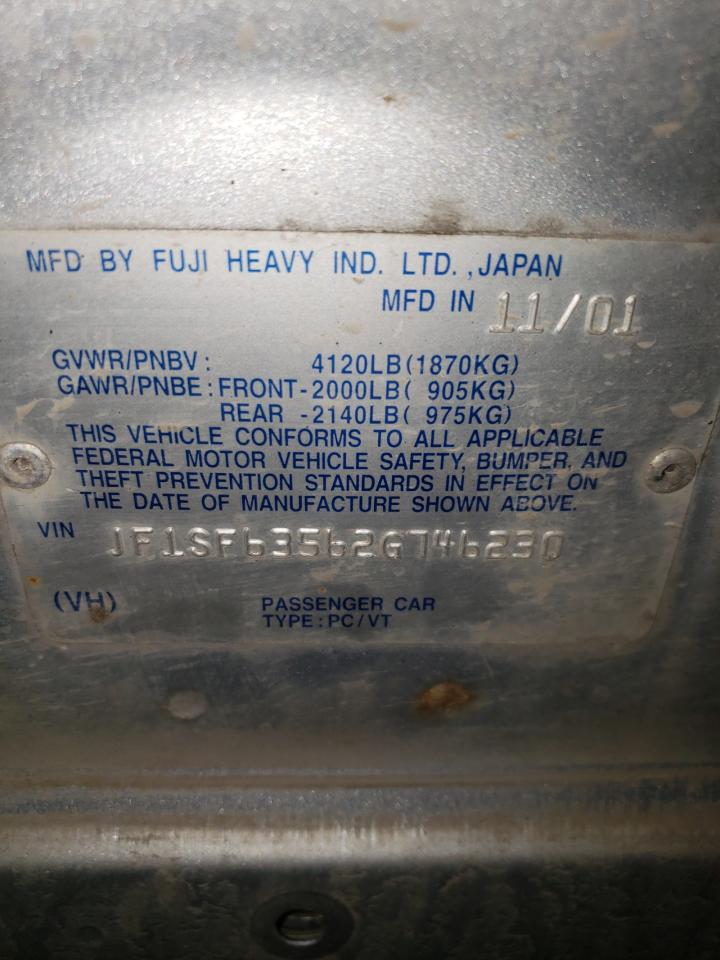 MFD BY FUJI HEAVY IND. LTD.,JAPAN
MFD IN 11/01
GVWR/PNBV: 4120LB(1870KG)
GAWR/PNBE:FRONT-2000LB( 905KG)
REAR -2140LB( 975KG)
THIS VEHICLE CONFORMS TO ALL APPLICABLE
FEDERAL MOTOR VEHICLE SAFETY, BUMPER, AND
THEFT PREVENTION STANDARDS IN EFFECT ON
THE DATE OF MANUFACTURE SHOWN ABOVE.
VIN JF1SF63562G746230
(VH) PASSENGER CAR
TYPE:PC/VT